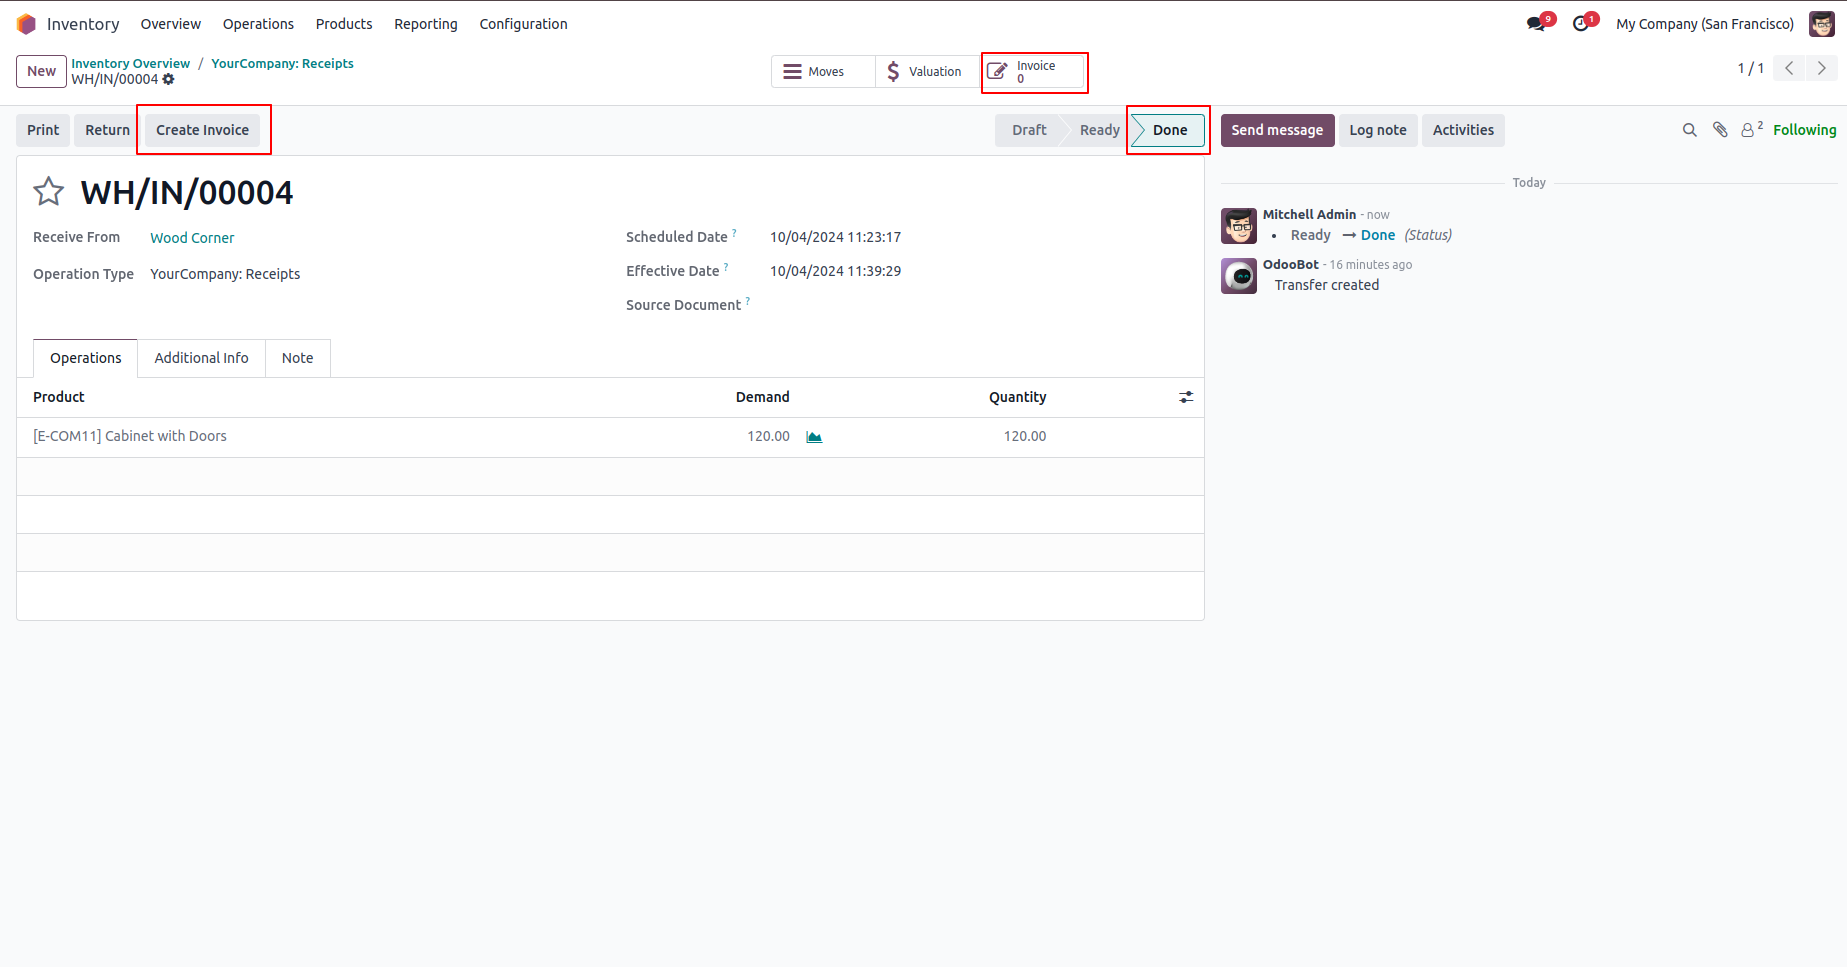 Inventory Overview Operations Products Reporting Configuration 9 1 My Company (San Francisco)
New Inventory Overview / YourCompany: Receipts
WH/IN/00004
Moves
$ Valuation
Invoice
0
1 / 1
Print Return Create Invoice Draft Ready Done Send message Log note Activities 2 Following
WH/IN/00004
Receive From Wood Corner
Operation Type YourCompany: Receipts
Scheduled Date ? 10/04/2024 11:23:17
Effective Date ? 10/04/2024 11:39:29
Source Document ?
Operations Additional Info Note
Product Demand Quantity
[E-COM11] Cabinet with Doors 120.00 120.00
Today
Mitchell Admin - now
• Ready → Done (Status)
OdooBot - 16 minutes ago
Transfer created